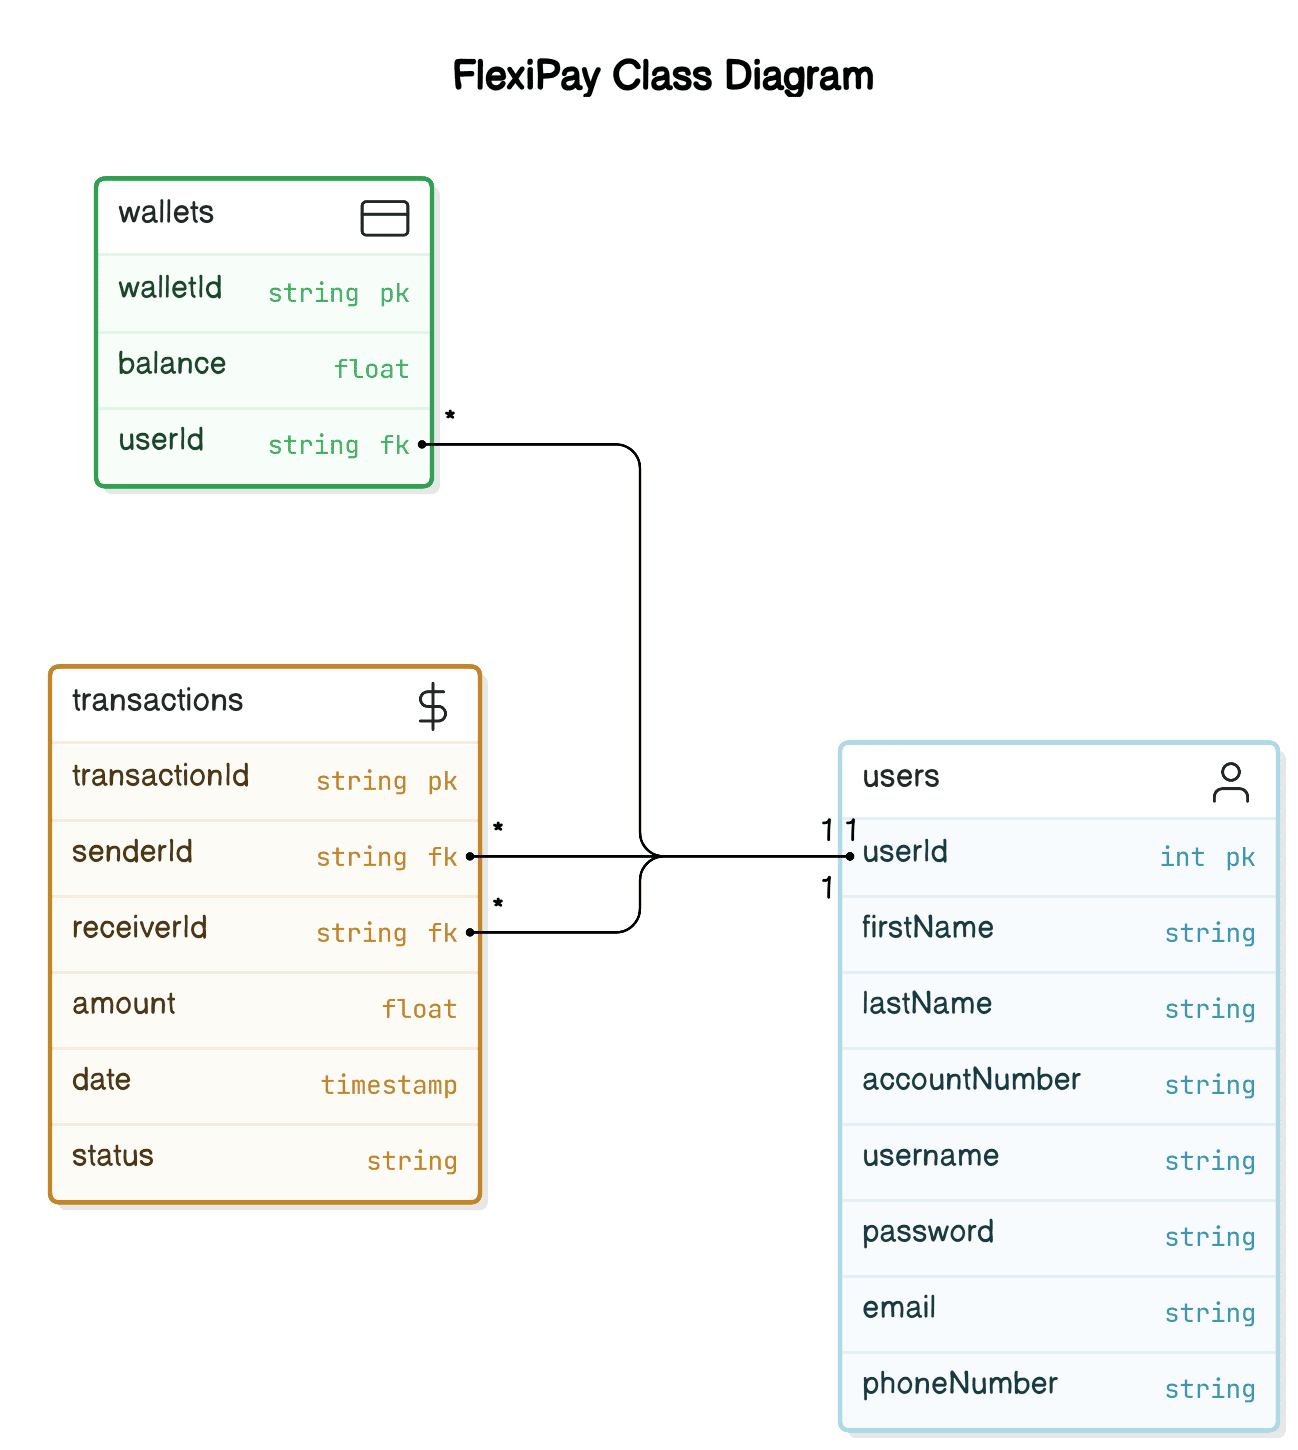 FlexiPay Class Diagram
wallets
walletId string pk
balance float
userId string fk
*
transactions
transactionId string pk
senderId string fk
receiverId string fk
amount float
date timestamp
status string
*
*
1 1
1
users
userId int pk
firstName string
lastName string
accountNumber string
username string
password string
email string
phoneNumber string